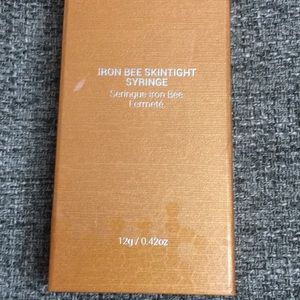 IRON BEE SKINTIGHT
SYRINGE
Seringue Iron Bee
Fermeté
12g / 0.42oz